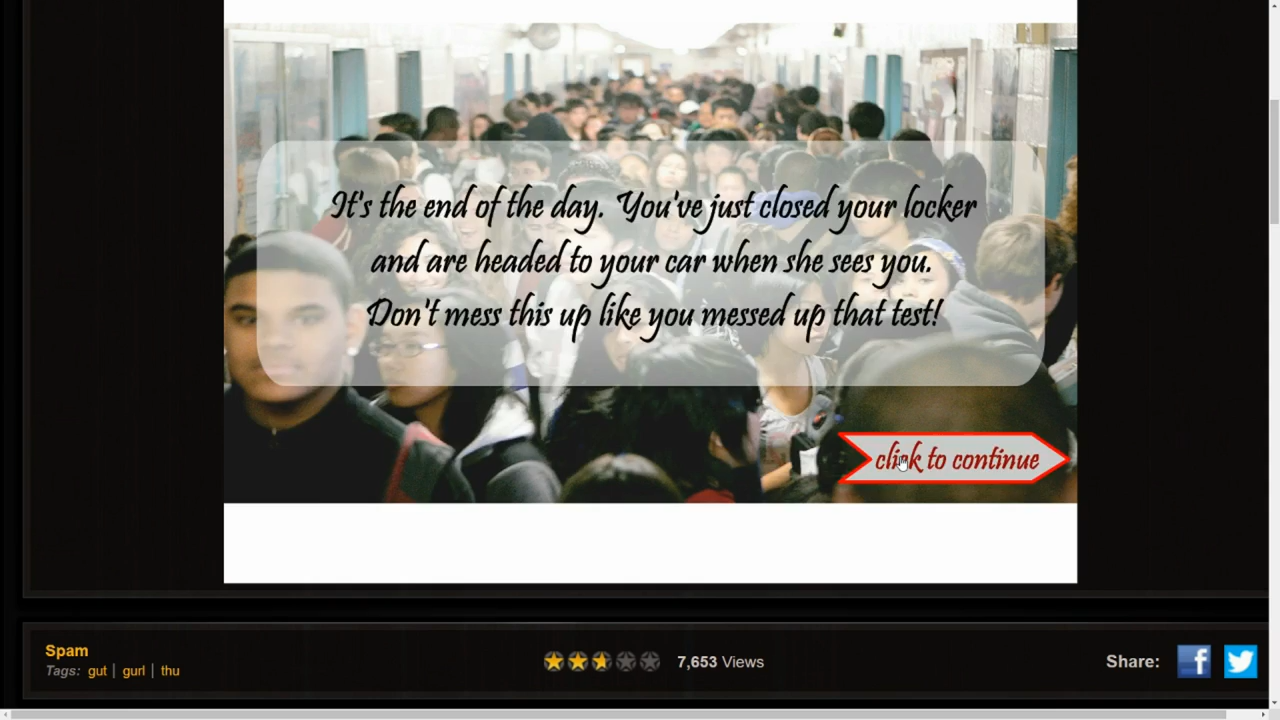 It's the end of the day. You've just closed your locker
and are headed to your car when she sees you.
Don't mess this up like you messed up that test!
click to continue
Spam
Tags: gut | gurl | thu
7,653 Views
Share: